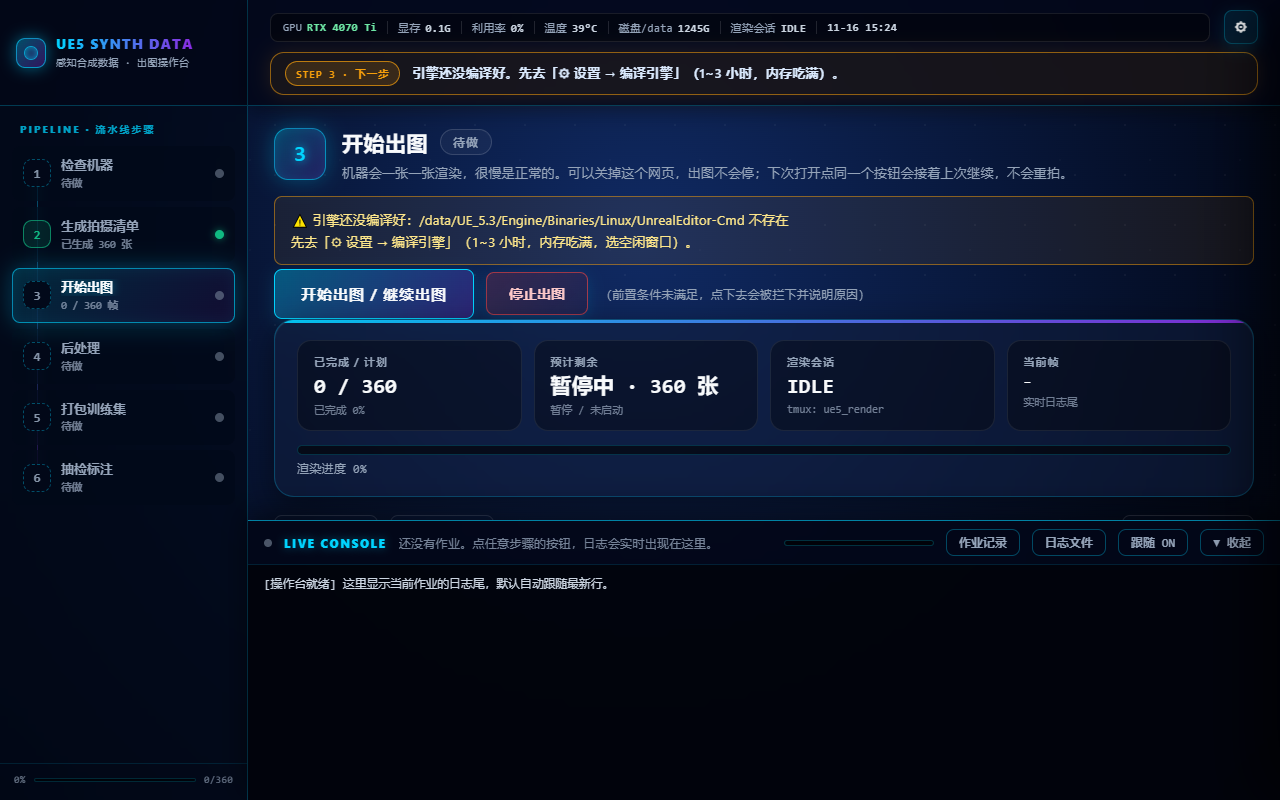 UE5 SYNTH DATA
感知合成数据 · 出图操作台
GPU RTX 4070 Ti 显存 0.1G 利用率 0% 温度 39°C 磁盘/data 1245G 渲染会话 IDLE 11-16 15:24
⚙
STEP 3 · 下一步 引擎还没编译好。先去「⚙ 设置 → 编译引擎」（1~3 小时，内存吃满）。
PIPELINE · 流水线步骤
1 检查机器
待做
2 生成拍摄清单
已生成 360 张
3 开始出图
0 / 360 帧
4 后处理
待做
5 打包训练集
待做
6 抽检标注
待做
0% 0/360
3 开始出图 待做
机器会一张一张渲染，很慢是正常的。可以关掉这个网页，出图不会停；下次打开点同一个按钮会接着上次继续，不会重拍。
⚠ 引擎还没编译好：/data/UE_5.3/Engine/Binaries/Linux/UnrealEditor-Cmd 不存在
先去「⚙ 设置 → 编译引擎」（1~3 小时，内存吃满，选空闲窗口）。
开始出图 / 继续出图 停止出图 （前置条件未满足，点下去会被拦下并说明原因）
已完成 / 计划
0 / 360
已完成 0%
预计剩余
暂停中 · 360 张
暂停 / 未启动
渲染会话
IDLE
tmux: ue5_render
当前帧
–
实时日志尾
渲染进度 0%
LIVE CONSOLE 还没有作业。点任意步骤的按钮，日志会实时出现在这里。 作业记录 日志文件 跟随 ON ▼ 收起
[操作台就绪] 这里显示当前作业的日志尾，默认自动跟随最新行。